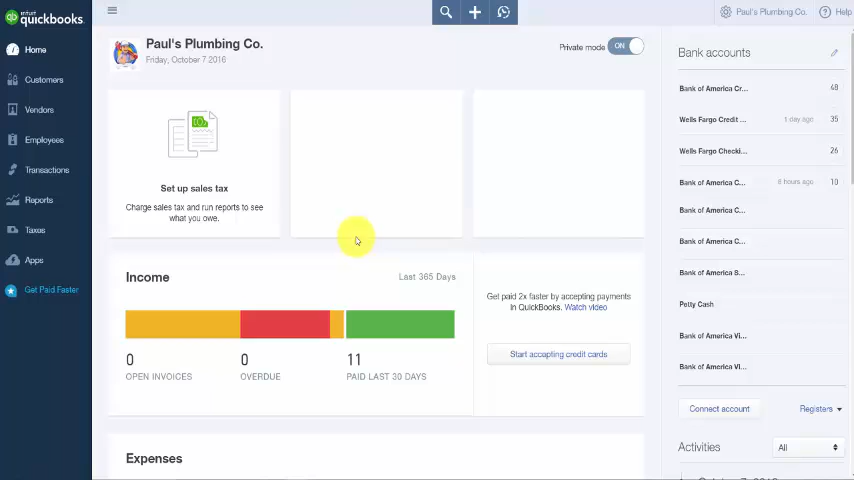 intuit
quickbooks.
Paul's Plumbing Co.
Help
Home
Customers
Vendors
Employees
Transactions
Reports
Taxes
Apps
Get Paid Faster
Paul's Plumbing Co.
Friday, October 7 2016
Private mode
ON
Set up sales tax
Charge sales tax and run reports to see
what you owe.
Income
Last 365 Days
0
OPEN INVOICES
0
OVERDUE
11
PAID LAST 30 DAYS
Get paid 2x faster by accepting payments
in QuickBooks. Watch video
Start accepting credit cards
Expenses
Bank accounts
Bank of America Cr... 48
Wells Fargo Credit ... 1 day ago 35
Wells Fargo Checki... 26
Bank of America C... 10
Bank of America C...
Bank of America C...
Bank of America S...
Petty Cash
Bank of America Vi...
Bank of America Vi...
Connect account
Registers
Activities
All